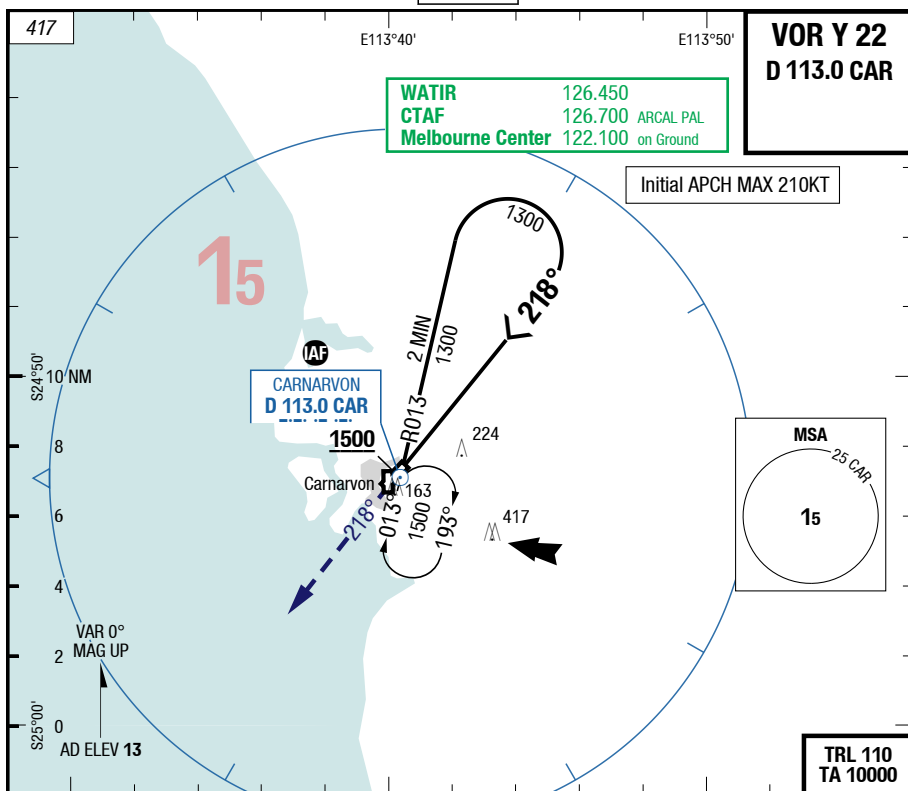 417
E113°40'
E113°50'
VOR Y 22
D 113.0 CAR
WATIR 126.450
CTAF 126.700 ARCAL PAL
Melbourne Center 122.100 on Ground
Initial APCH MAX 210KT
1300
218°
2 MIN
1300
R013
15
IAF
CARNARVON
D 113.0 CAR
1500
Carnarvon
224
163
417
013°
1500
193°
218°
MSA
25 CAR
15
S24°50'
10 NM
8
6
4
2
0
S25°00'
VAR 0°
MAG UP
AD ELEV 13
TRL 110
TA 10000